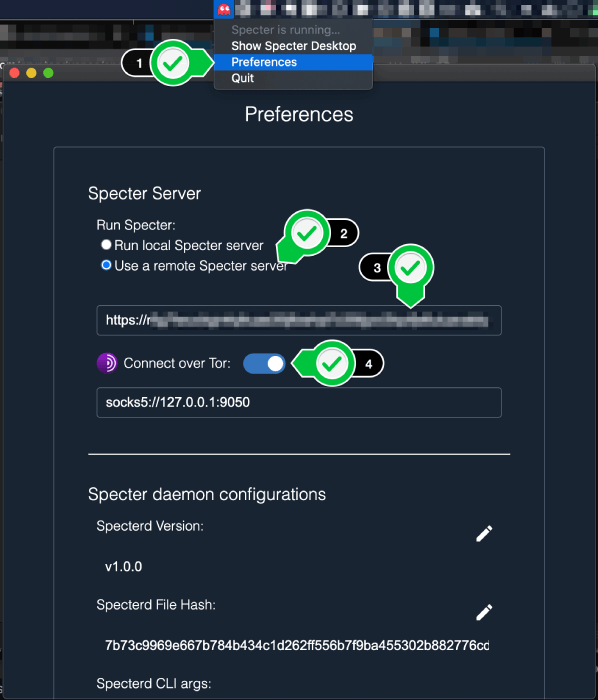 Specter is running...
Show Specter Desktop
1
Preferences
Quit
Preferences
Specter Server
Run Specter:
2
Run local Specter server
3
Use a remote Specter server
https://
Connect over Tor:
4
socks5://127.0.0.1:9050
Specter daemon configurations
Specterd Version:
v1.0.0
Specterd File Hash:
7b73c9969e667b784b434c1d262ff556b7f9ba455302b882776cd
Specterd CLI args: